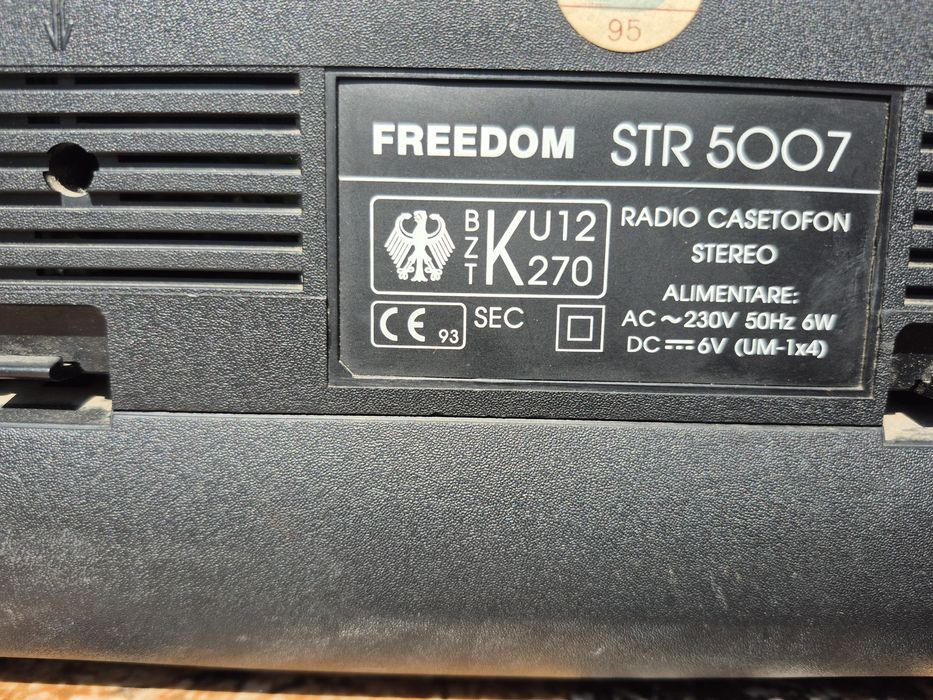 95
FREEDOM STR 5007
BZT K U12 270
RADIO CASETOFON
STEREO
CE 93 SEC
ALIMENTARE:
AC ~ 230V 50Hz 6W
DC ⎓ 6V (UM-1x4)